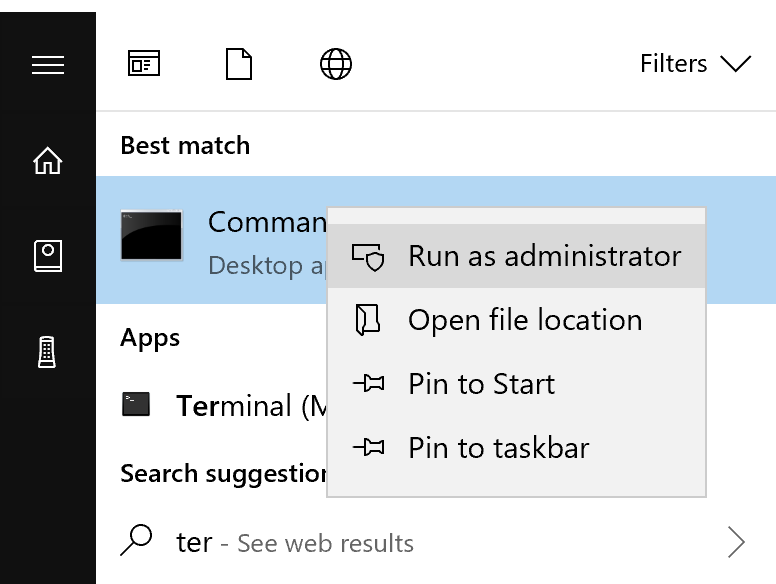 Filters
Best match
Comman
Run as administrator
Desktop a
Open file location
Apps
Pin to Start
Terminal (M
Pin to taskbar
Search suggestion
ter - See web results